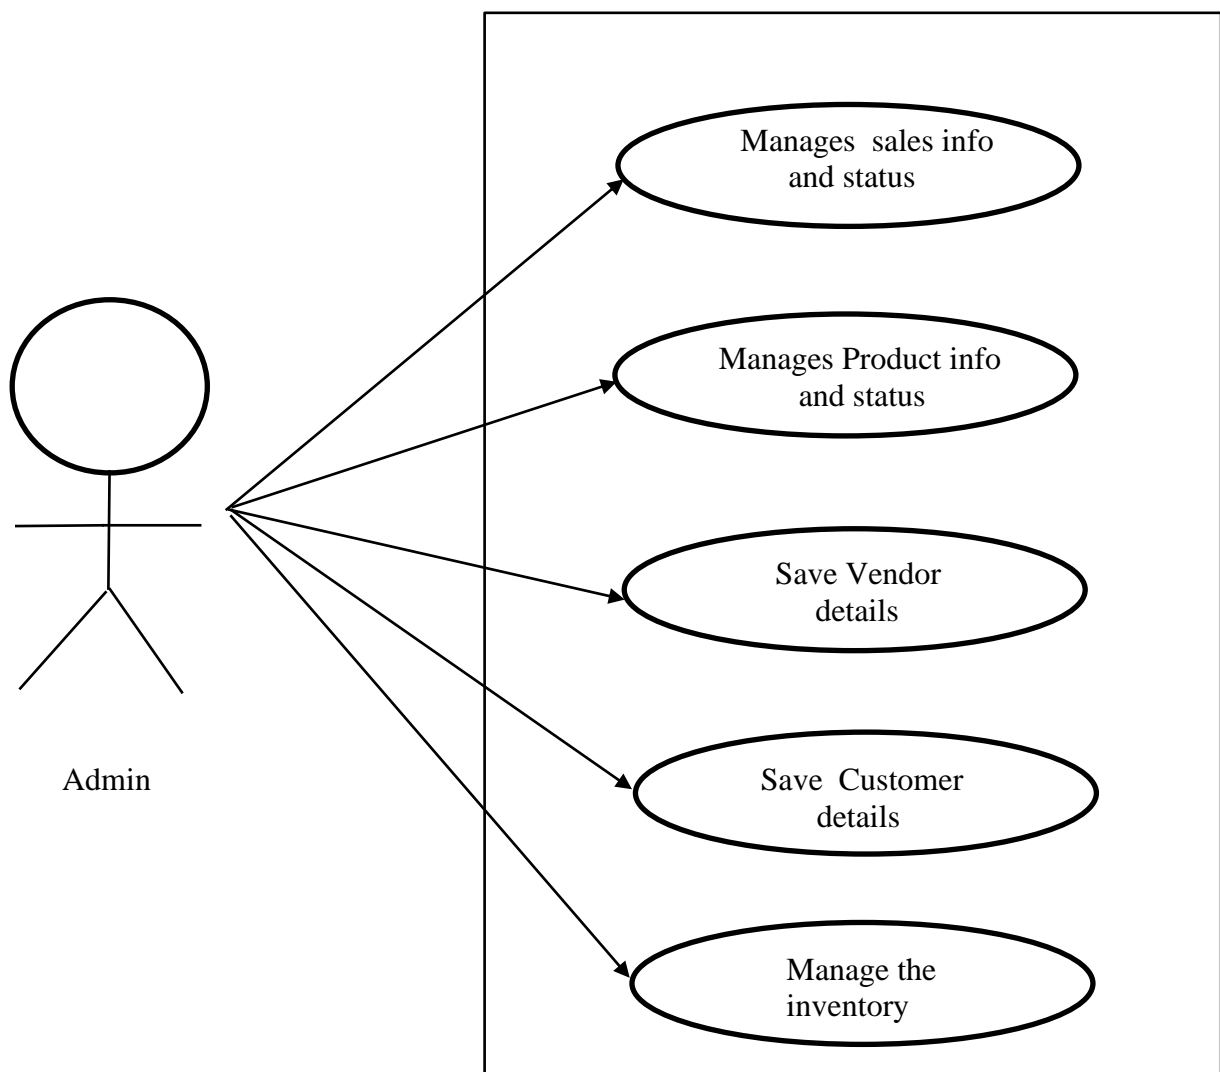 Manages  sales info
and status
Manages Product info
and status
Save Vendor
details
Admin
Save  Customer
details
Manage the
inventory